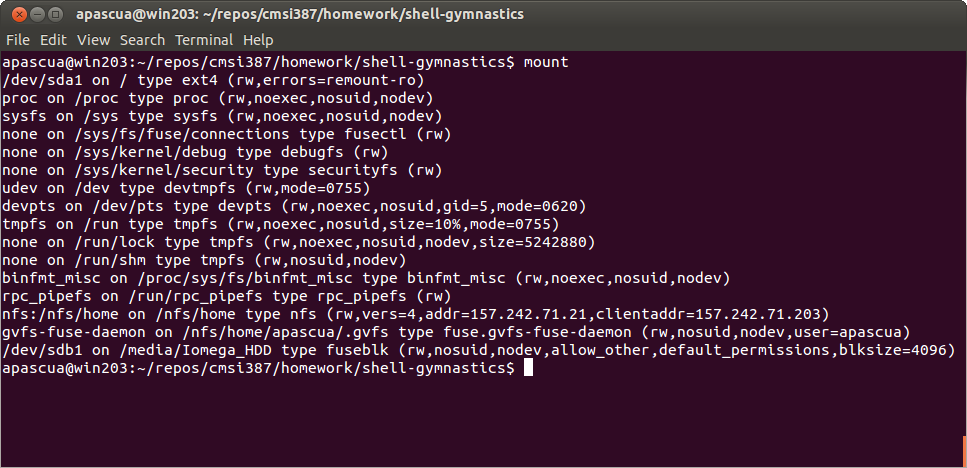 apascua@win203: ~/repos/cmsi387/homework/shell-gymnastics
File Edit View Search Terminal Help
apascua@win203:~/repos/cmsi387/homework/shell-gymnastics$ mount
/dev/sda1 on / type ext4 (rw,errors=remount-ro)
proc on /proc type proc (rw,noexec,nosuid,nodev)
sysfs on /sys type sysfs (rw,noexec,nosuid,nodev)
none on /sys/fs/fuse/connections type fusectl (rw)
none on /sys/kernel/debug type debugfs (rw)
none on /sys/kernel/security type securityfs (rw)
udev on /dev type devtmpfs (rw,mode=0755)
devpts on /dev/pts type devpts (rw,noexec,nosuid,gid=5,mode=0620)
tmpfs on /run type tmpfs (rw,noexec,nosuid,size=10%,mode=0755)
none on /run/lock type tmpfs (rw,noexec,nosuid,nodev,size=5242880)
none on /run/shm type tmpfs (rw,nosuid,nodev)
binfmt_misc on /proc/sys/fs/binfmt_misc type binfmt_misc (rw,noexec,nosuid,nodev)
rpc_pipefs on /run/rpc_pipefs type rpc_pipefs (rw)
nfs:/nfs/home on /nfs/home type nfs (rw,vers=4,addr=157.242.71.21,clientaddr=157.242.71.203)
gvfs-fuse-daemon on /nfs/home/apascua/.gvfs type fuse.gvfs-fuse-daemon (rw,nosuid,nodev,user=apascua)
/dev/sdb1 on /media/Iomega_HDD type fuseblk (rw,nosuid,nodev,allow_other,default_permissions,blksize=4096)
apascua@win203:~/repos/cmsi387/homework/shell-gymnastics$